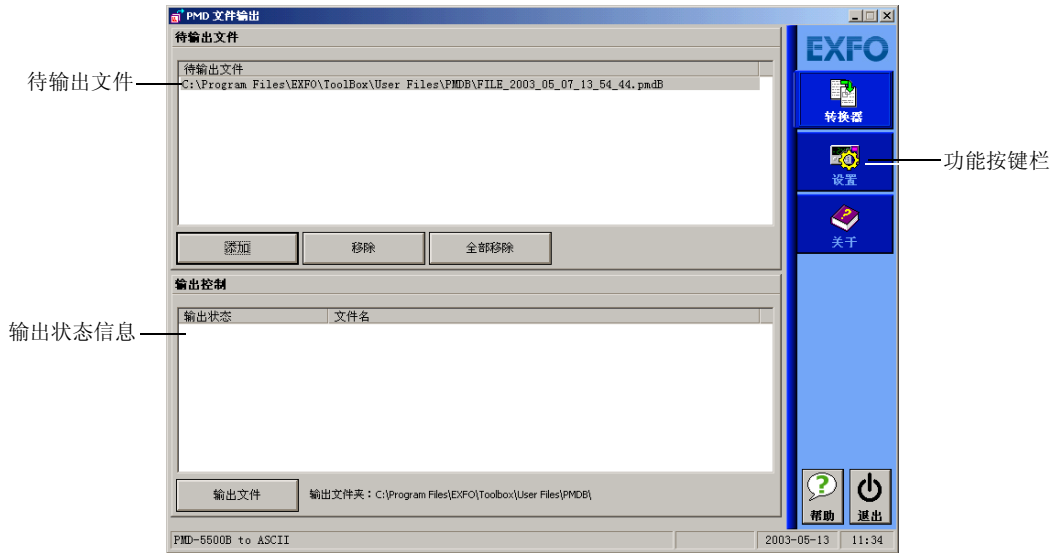 PMD 文件输出
待输出文件
待输出文件
待输出文件
C:\Program Files\EXFO\ToolBox\User Files\PMDB\FILE_2003_05_07_13_54_44.pmdB
添加
移除
全部移除
输出控制
输出状态信息
输出状态
文件名
输出文件
输出文件夹：C:\Program Files\EXFO\Toolbox\User Files\PMDB\
PMD-5500B to ASCII
2003-05-13
11:34
EXFO
转换器
设置
功能按键栏
关于
帮助
退出